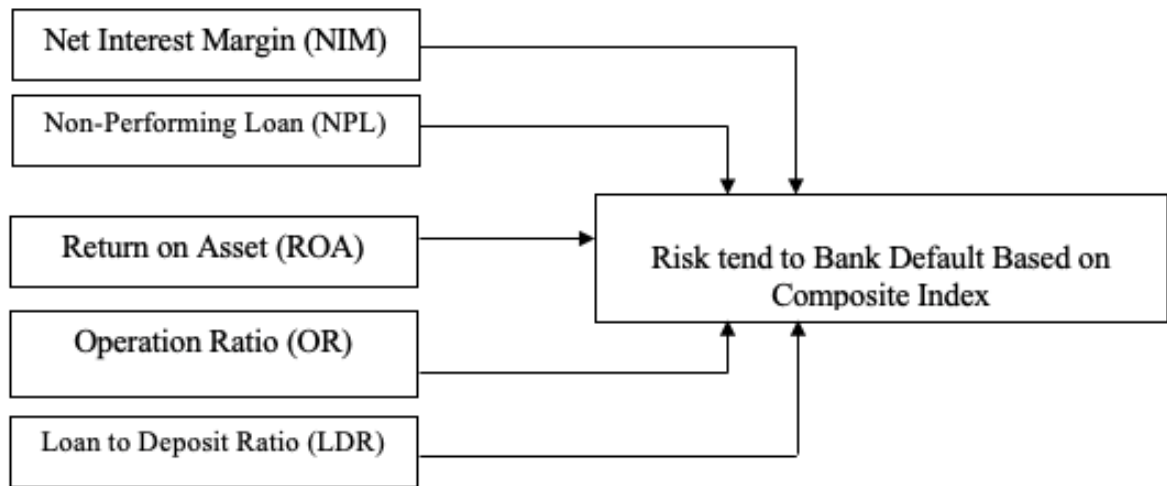 Net Interest Margin (NIM)
Non-Performing Loan (NPL)
Return on Asset (ROA)
Risk tend to Bank Default Based on
Composite Index
Operation Ratio (OR)
Loan to Deposit Ratio (LDR)